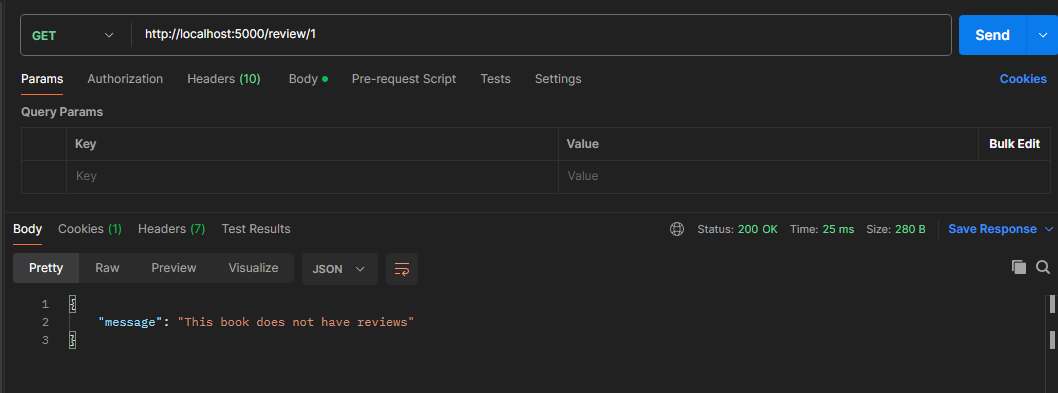 GET http://localhost:5000/review/1 Send
Params Authorization Headers (10) Body Pre-request Script Tests Settings Cookies
Query Params
Key Value Bulk Edit
Key Value
Body Cookies (1) Headers (7) Test Results Status: 200 OK Time: 25 ms Size: 280 B Save Response
Pretty Raw Preview Visualize JSON
1 {
2 "message": "This book does not have reviews"
3 }